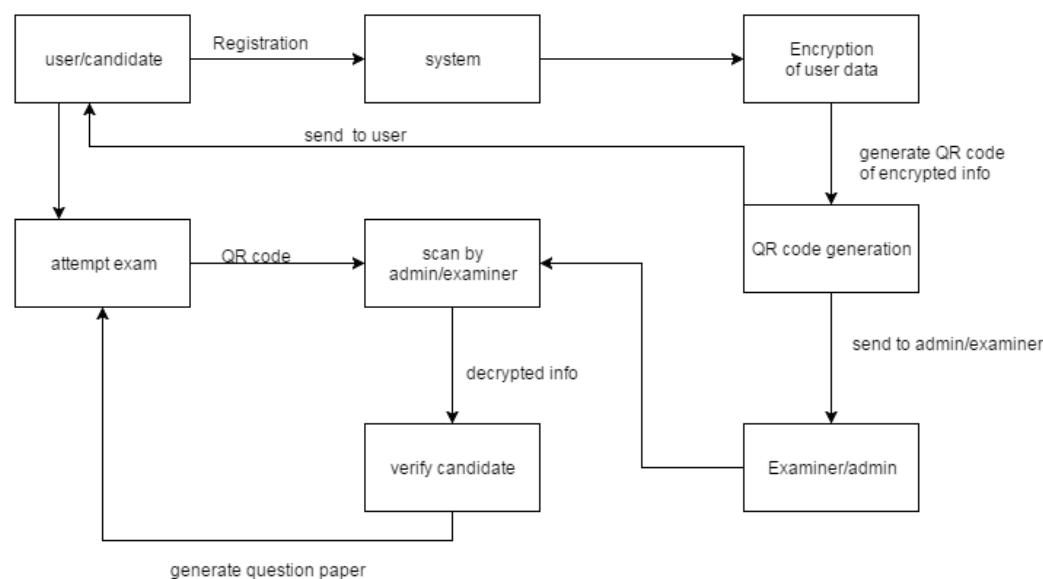 user/candidate
Registration
system
Encryption
of user data
send to user
generate QR code
of encrypted info
attempt exam
QR code
scan by
admin/examiner
QR code generation
send to admin/examiner
decrypted info
verify candidate
Examiner/admin
generate question paper